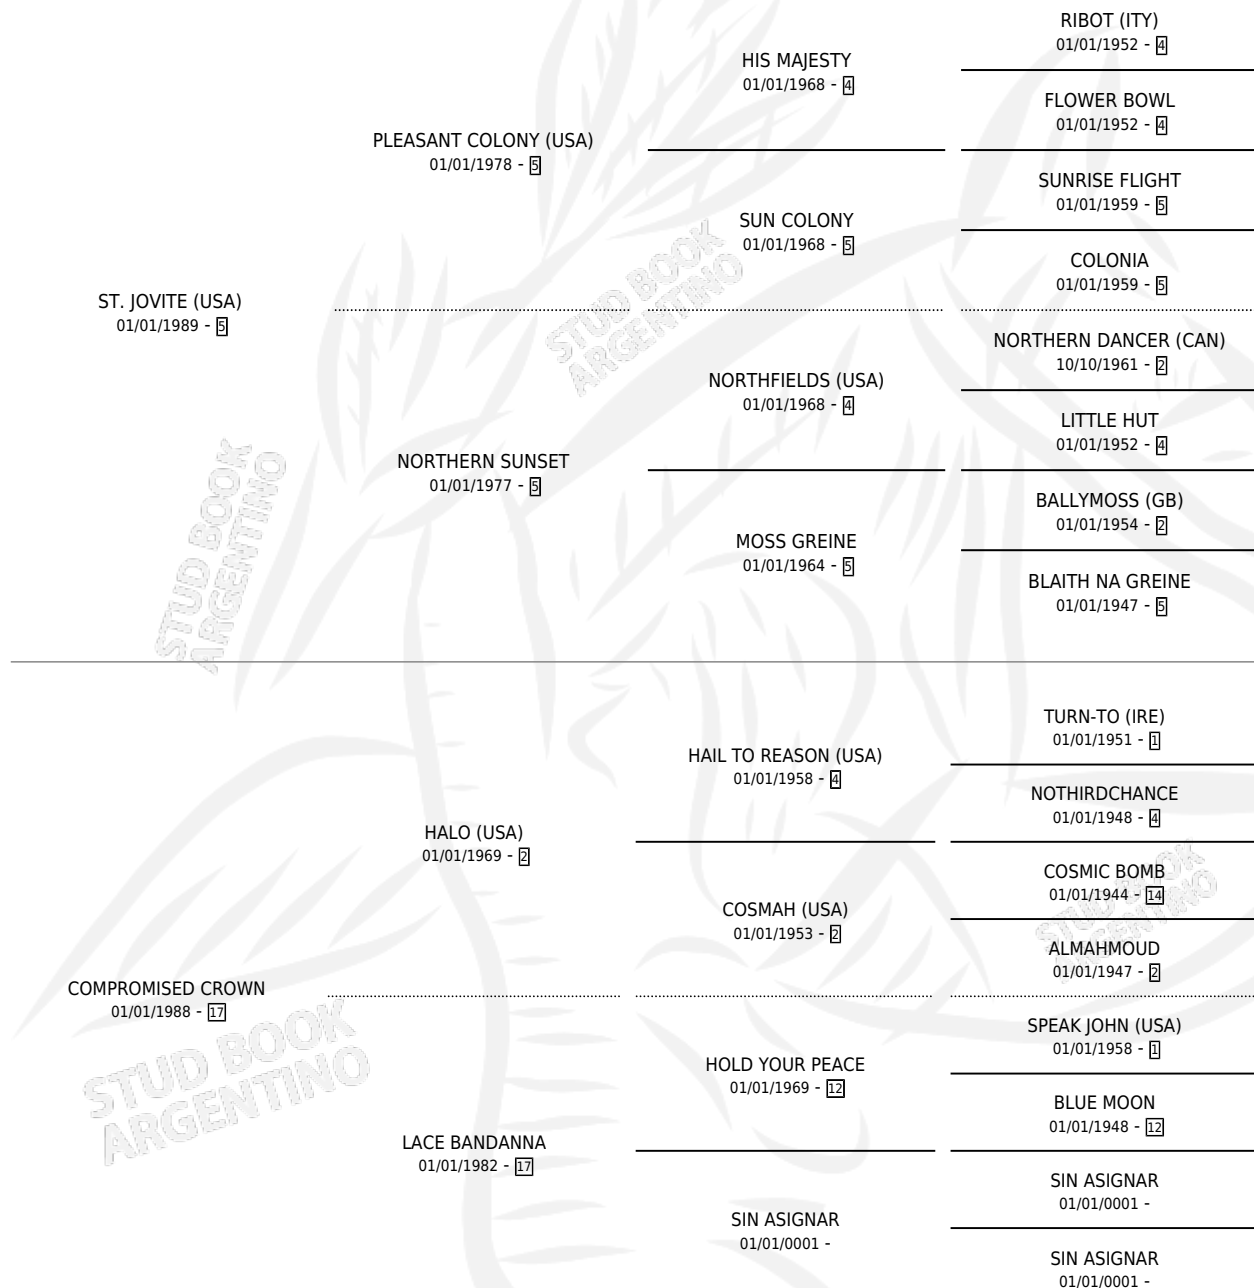 RIBOT (ITY)
01/01/1952 - 4
HIS MAJESTY
01/01/1968 - 4
FLOWER BOWL
01/01/1952 - 4
PLEASANT COLONY (USA)
01/01/1978 - 5
SUNRISE FLIGHT
01/01/1959 - 5
SUN COLONY
01/01/1968 - 5
COLONIA
01/01/1959 - 5
ST. JOVITE (USA)
01/01/1989 - 5
NORTHERN DANCER (CAN)
10/10/1961 - 2
NORTHFIELDS (USA)
01/01/1968 - 4
LITTLE HUT
01/01/1952 - 4
NORTHERN SUNSET
01/01/1977 - 5
BALLYMOSS (GB)
01/01/1954 - 2
MOSS GREINE
01/01/1964 - 5
BLAITH NA GREINE
01/01/1947 - 5
TURN-TO (IRE)
01/01/1951 - 1
HAIL TO REASON (USA)
01/01/1958 - 4
NOTHIRDCHANCE
01/01/1948 - 4
HALO (USA)
01/01/1969 - 2
COSMIC BOMB
01/01/1944 - 14
COSMAH (USA)
01/01/1953 - 2
ALMAHMOUD
01/01/1947 - 2
COMPROMISED CROWN
01/01/1988 - 17
SPEAK JOHN (USA)
01/01/1958 - 1
HOLD YOUR PEACE
01/01/1969 - 12
BLUE MOON
01/01/1948 - 12
LACE BANDANNA
01/01/1982 - 17
SIN ASIGNAR
01/01/0001 -
SIN ASIGNAR
01/01/0001 -
SIN ASIGNAR
01/01/0001 -
STUD BOOK
ARGENTINO
STUD BOOK
ARGENTINO
STUD BOOK
ARGENTINO
STUD BOOK
ARGENTINO